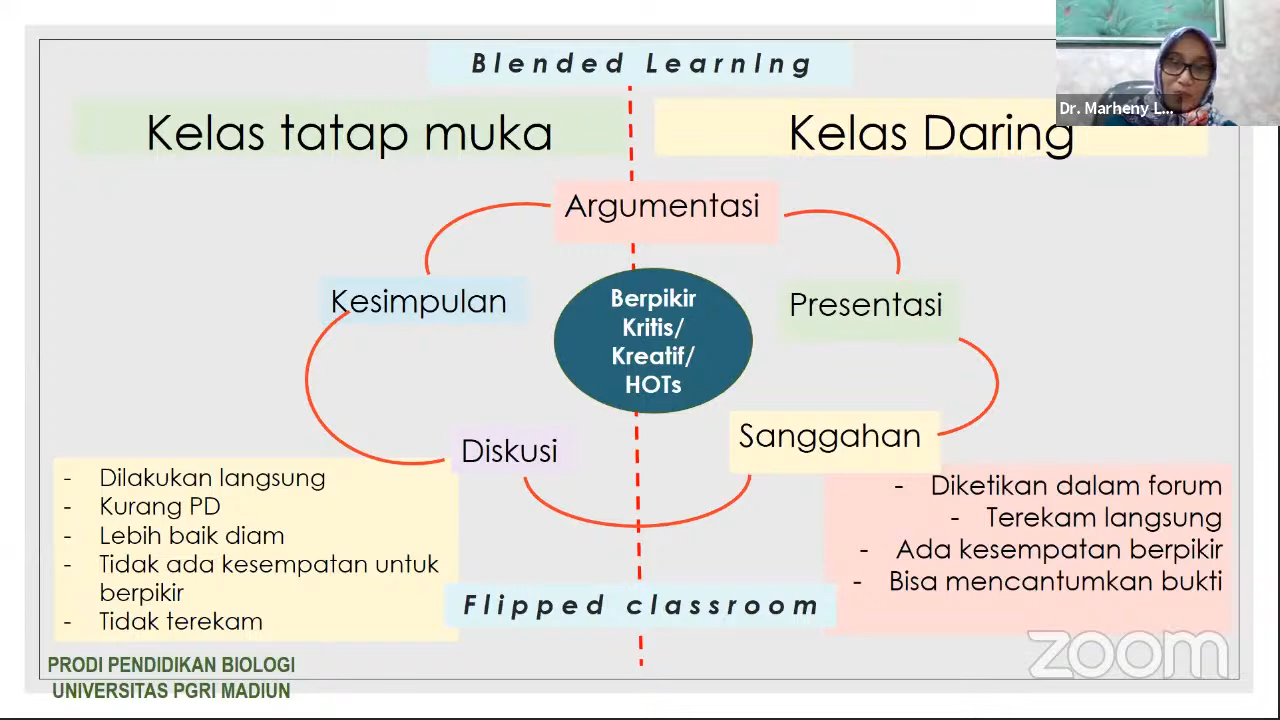 Blended Learning
Dr. Marheny L...
Kelas tatap muka
Kelas Daring
Argumentasi
Kesimpulan
Berpikir
Kritis/
Kreatif/
HOTs
Presentasi
Diskusi
Sanggahan
- Dilakukan langsung
- Kurang PD
- Lebih baik diam
- Tidak ada kesempatan untuk
berpikir
- Tidak terekam
- Diketikan dalam forum
- Terekam langsung
- Ada kesempatan berpikir
- Bisa mencantumkan bukti
Flipped classroom
zoom
PRODI PENDIDIKAN BIOLOGI
UNIVERSITAS PGRI MADIUN